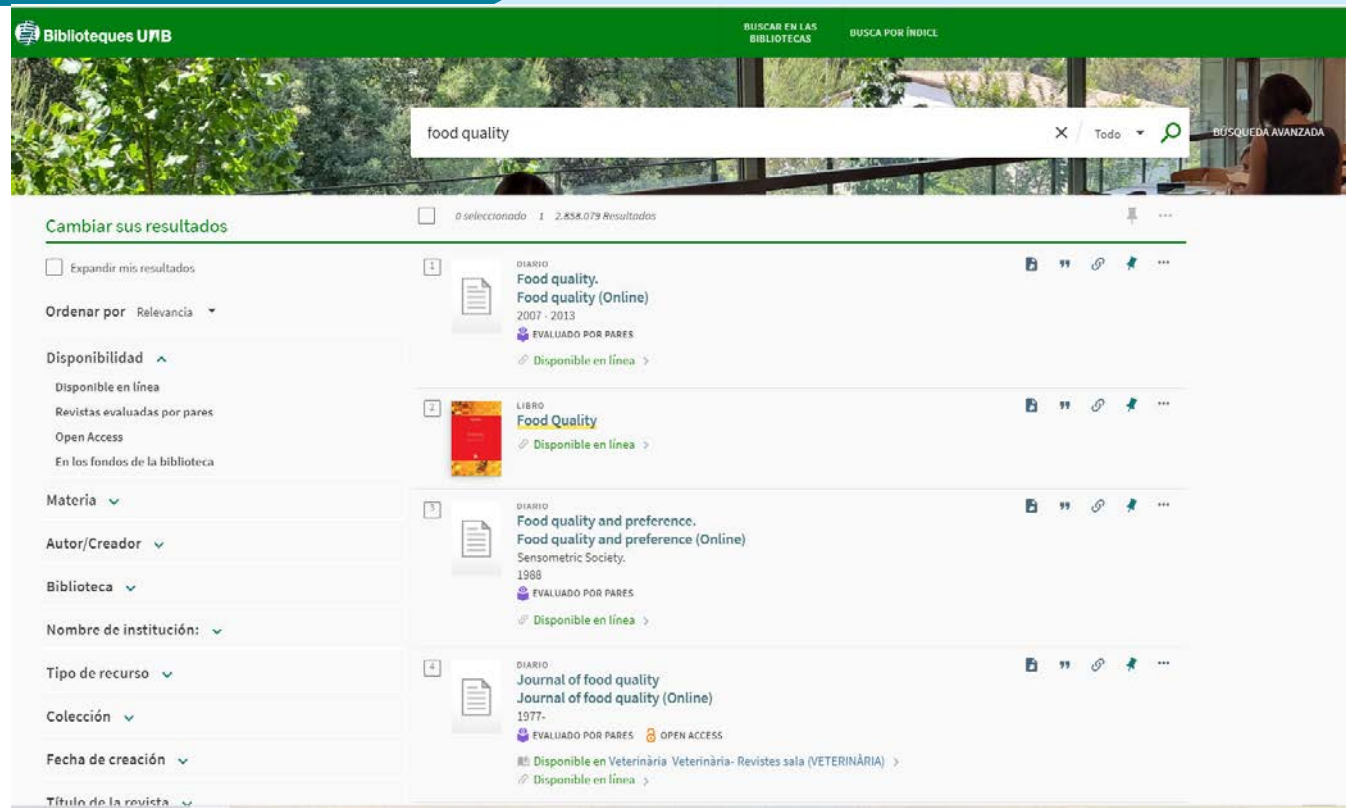 Biblioteques UAB
BUSCAR EN LAS
BIBLIOTECAS
BUSCA POR ÍNDICE
food quality
Todo
BÚSQUEDA AVANZADA
Cambiar sus resultados
Expandir mis resultados
Ordenar por Relevancia
Disponibilidad
Disponible en línea
Revistas evaluadas por pares
Open Access
En los fondos de la biblioteca
Materia
Autor/Creador
Biblioteca
Nombre de institución:
Tipo de recurso
Colección
Fecha de creación
Título de la revista
0 seleccionado 1 2.858.079 Resultados
1
DIARIO
Food quality.
Food quality (Online)
2007 - 2013
EVALUADO POR PARES
Disponible en línea
2
LIBRO
Food Quality
Disponible en línea
3
DIARIO
Food quality and preference.
Food quality and preference (Online)
Sensometric Society.
1988
EVALUADO POR PARES
Disponible en línea
4
DIARIO
Journal of food quality
Journal of food quality (Online)
1977-
EVALUADO POR PARES OPEN ACCESS
Disponible en Veterinària Veterinària- Revistes sala (VETERINÀRIA)
Disponible en línea